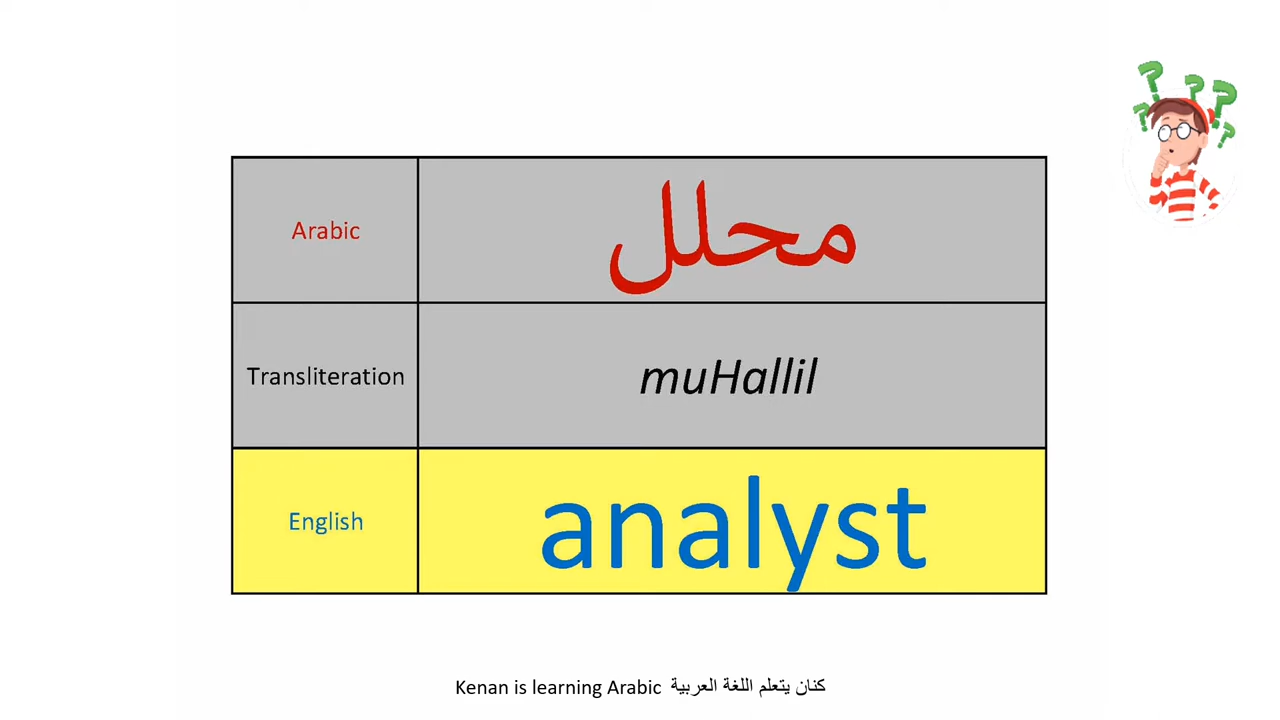 Arabic محلل
Transliteration muHallil
English analyst
Kenan is learning Arabic كنان يتعلم اللغة العربية